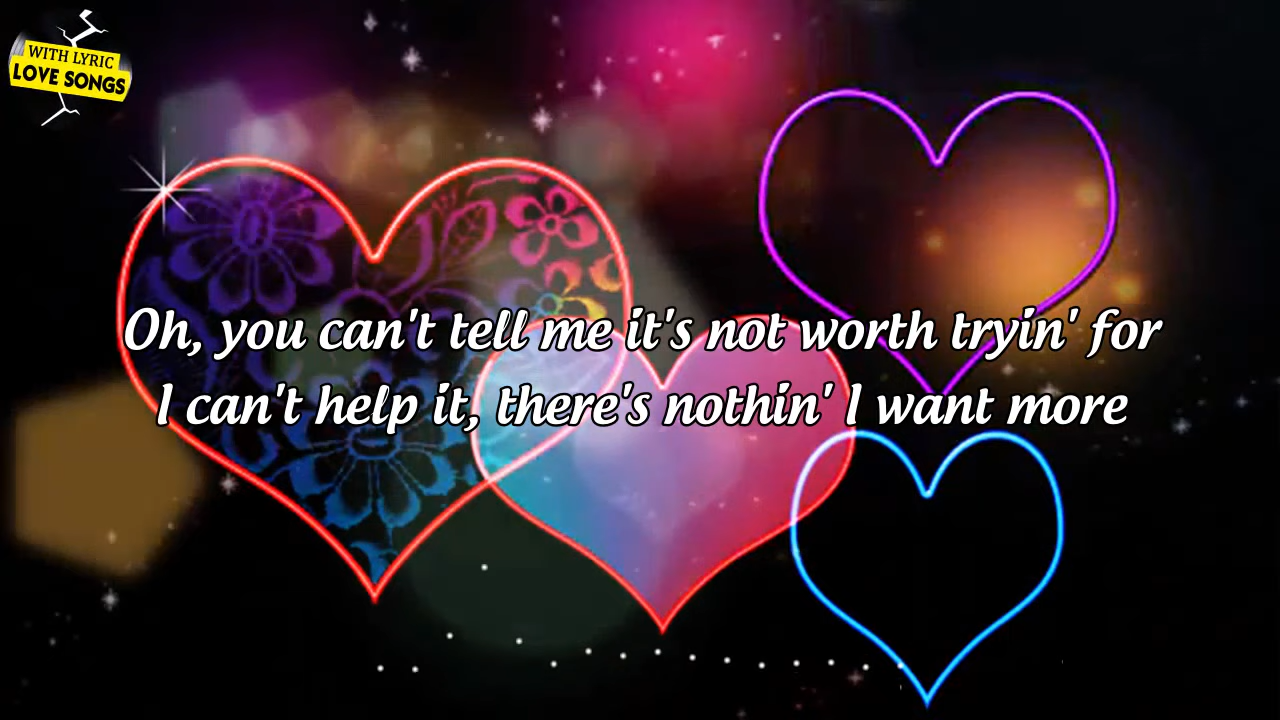 WITH LYRIC
LOVE SONGS
Oh, you can't tell me it's not worth tryin' for
I can't help it, there's nothin' I want more